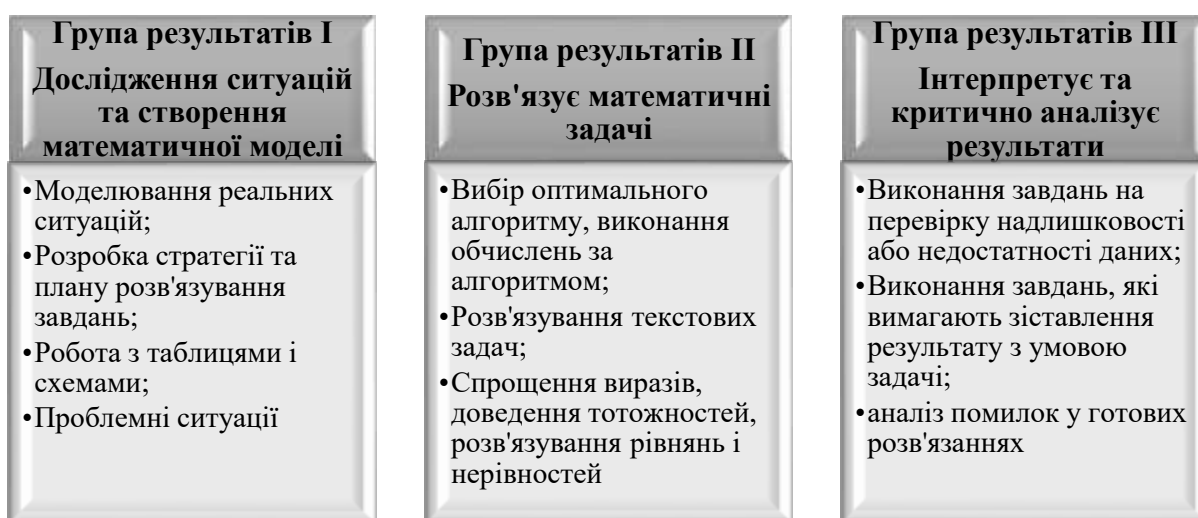 Група результатів І
Дослідження ситуацій
та створення
математичної моделі
•Моделювання реальних
ситуацій;
•Розробка стратегії та
плану розв'язування
завдань;
•Робота з таблицями і
схемами;
•Проблемні ситуації
Група результатів ІІ
Розв'язує математичні
задачі
•Вибір оптимального
алгоритму, виконання
обчислень за
алгоритмом;
•Розв'язування текстових
задач;
•Спрощення виразів,
доведення тотожностей,
розв'язування рівнянь і
нерівностей
Група результатів ІІІ
Інтерпретує та
критично аналізує
результати
•Виконання завдань на
перевірку надлишковості
або недостатності даних;
•Виконання завдань, які
вимагають зіставлення
результату з умовою
задачі;
•аналіз помилок у готових
розв'язаннях